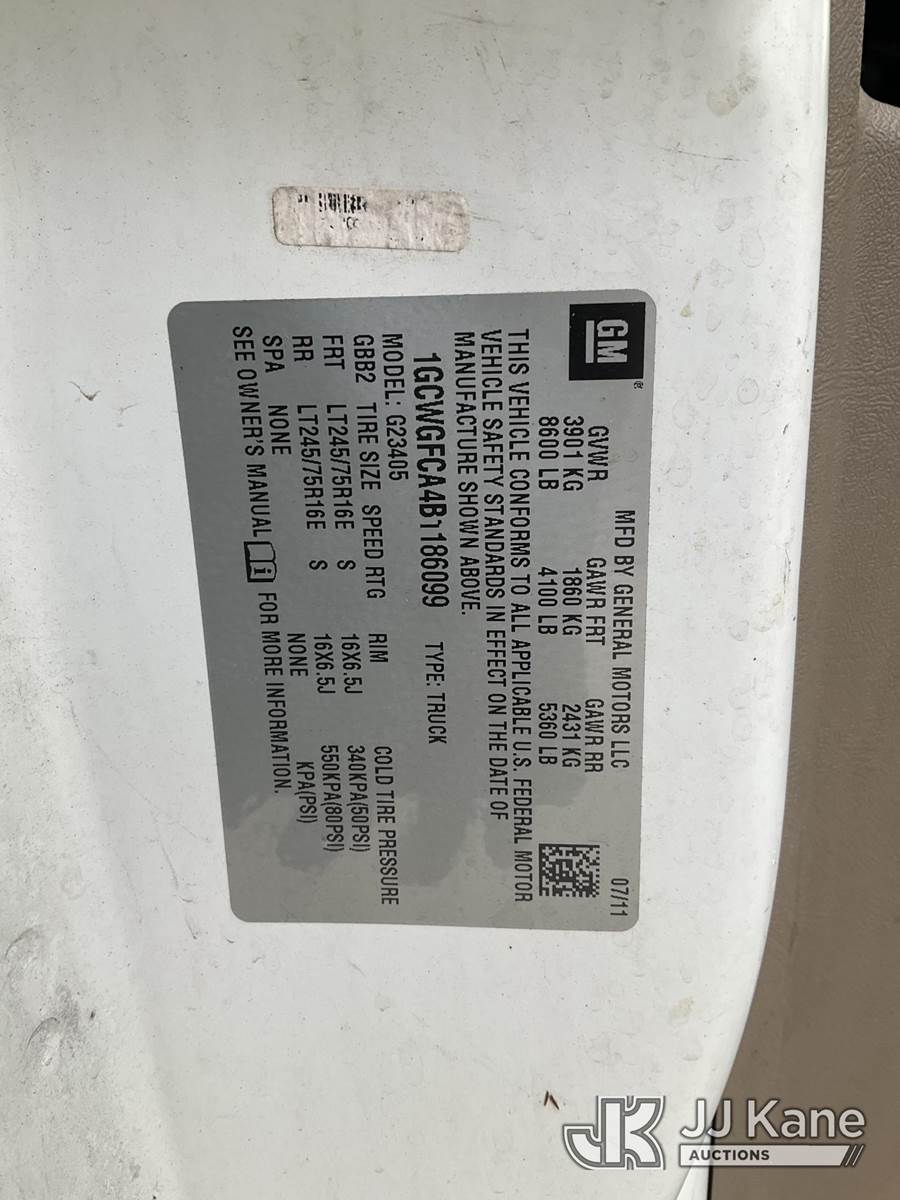 GM®
MFD BY GENERAL MOTORS LLC 07/11
GVWR GAWR FRT GAWR RR
3901 KG 1860 KG 2431 KG
8600 LB 4100 LB 5360 LB
THIS VEHICLE CONFORMS TO ALL APPLICABLE U.S. FEDERAL MOTOR
VEHICLE SAFETY STANDARDS IN EFFECT ON THE DATE OF
MANUFACTURE SHOWN ABOVE.
1GCWGFCA4B1186099 TYPE: TRUCK
MODEL: G23405
GBB2 TIRE SIZE SPEED RTG RIM COLD TIRE PRESSURE
FRT LT245/75R16E S 16X6.5J 340KPA(50PSI)
RR LT245/75R16E S 16X6.5J 550KPA(80PSI)
SPA NONE NONE KPA(PSI)
SEE OWNER'S MANUAL FOR MORE INFORMATION.
JK JJ Kane
AUCTIONS